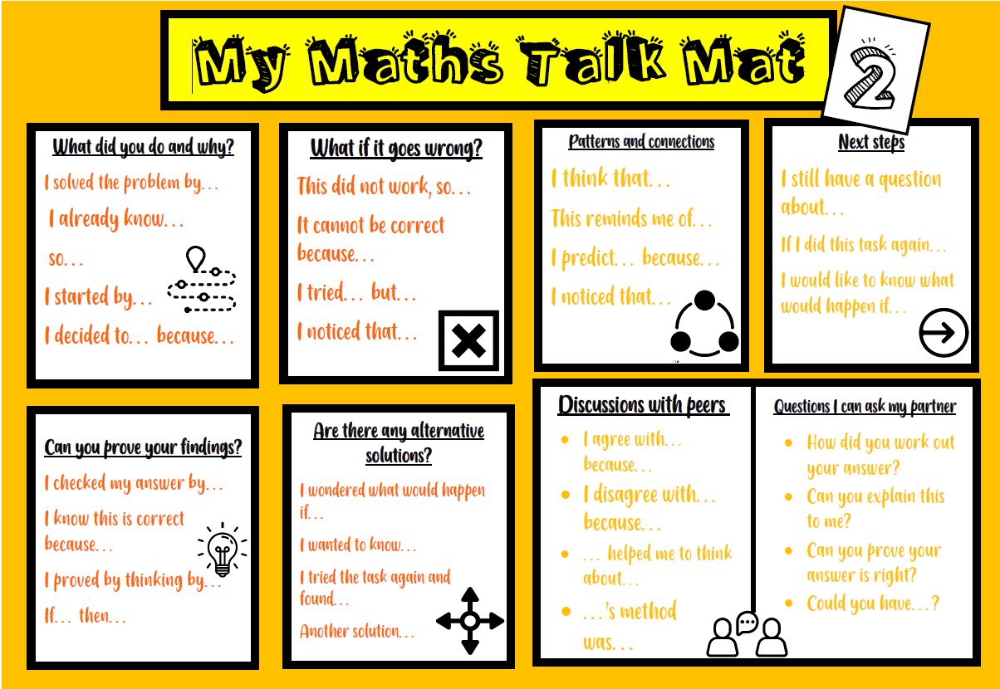 My Maths Talk Mat
2
What did you do and why?
I solved the problem by...
I already know...
so...
I started by...
I decided to... because...
What if it goes wrong?
This did not work, so...
It cannot be correct
because...
I tried... but...
I noticed that...
Patterns and connections
I think that...
This reminds me of...
I predict... because...
I noticed that...
Next steps
I still have a question
about...
If I did this task again...
I would like to know what
would happen if...
Can you prove your findings?
I checked my answer by...
I know this is correct
because...
I proved by thinking by...
If... then...
Are there any alternative
solutions?
I wondered what would happen
if...
I wanted to know...
I tried the task again and
found...
Another solution...
Discussions with peers
• I agree with...
because...
• I disagree with...
because...
• ... helped me to think
about...
• ...'s method
was...
Questions I can ask my partner
• How did you work out
your answer?
• Can you explain this
to me?
• Can you prove your
answer is right?
• Could you have...?